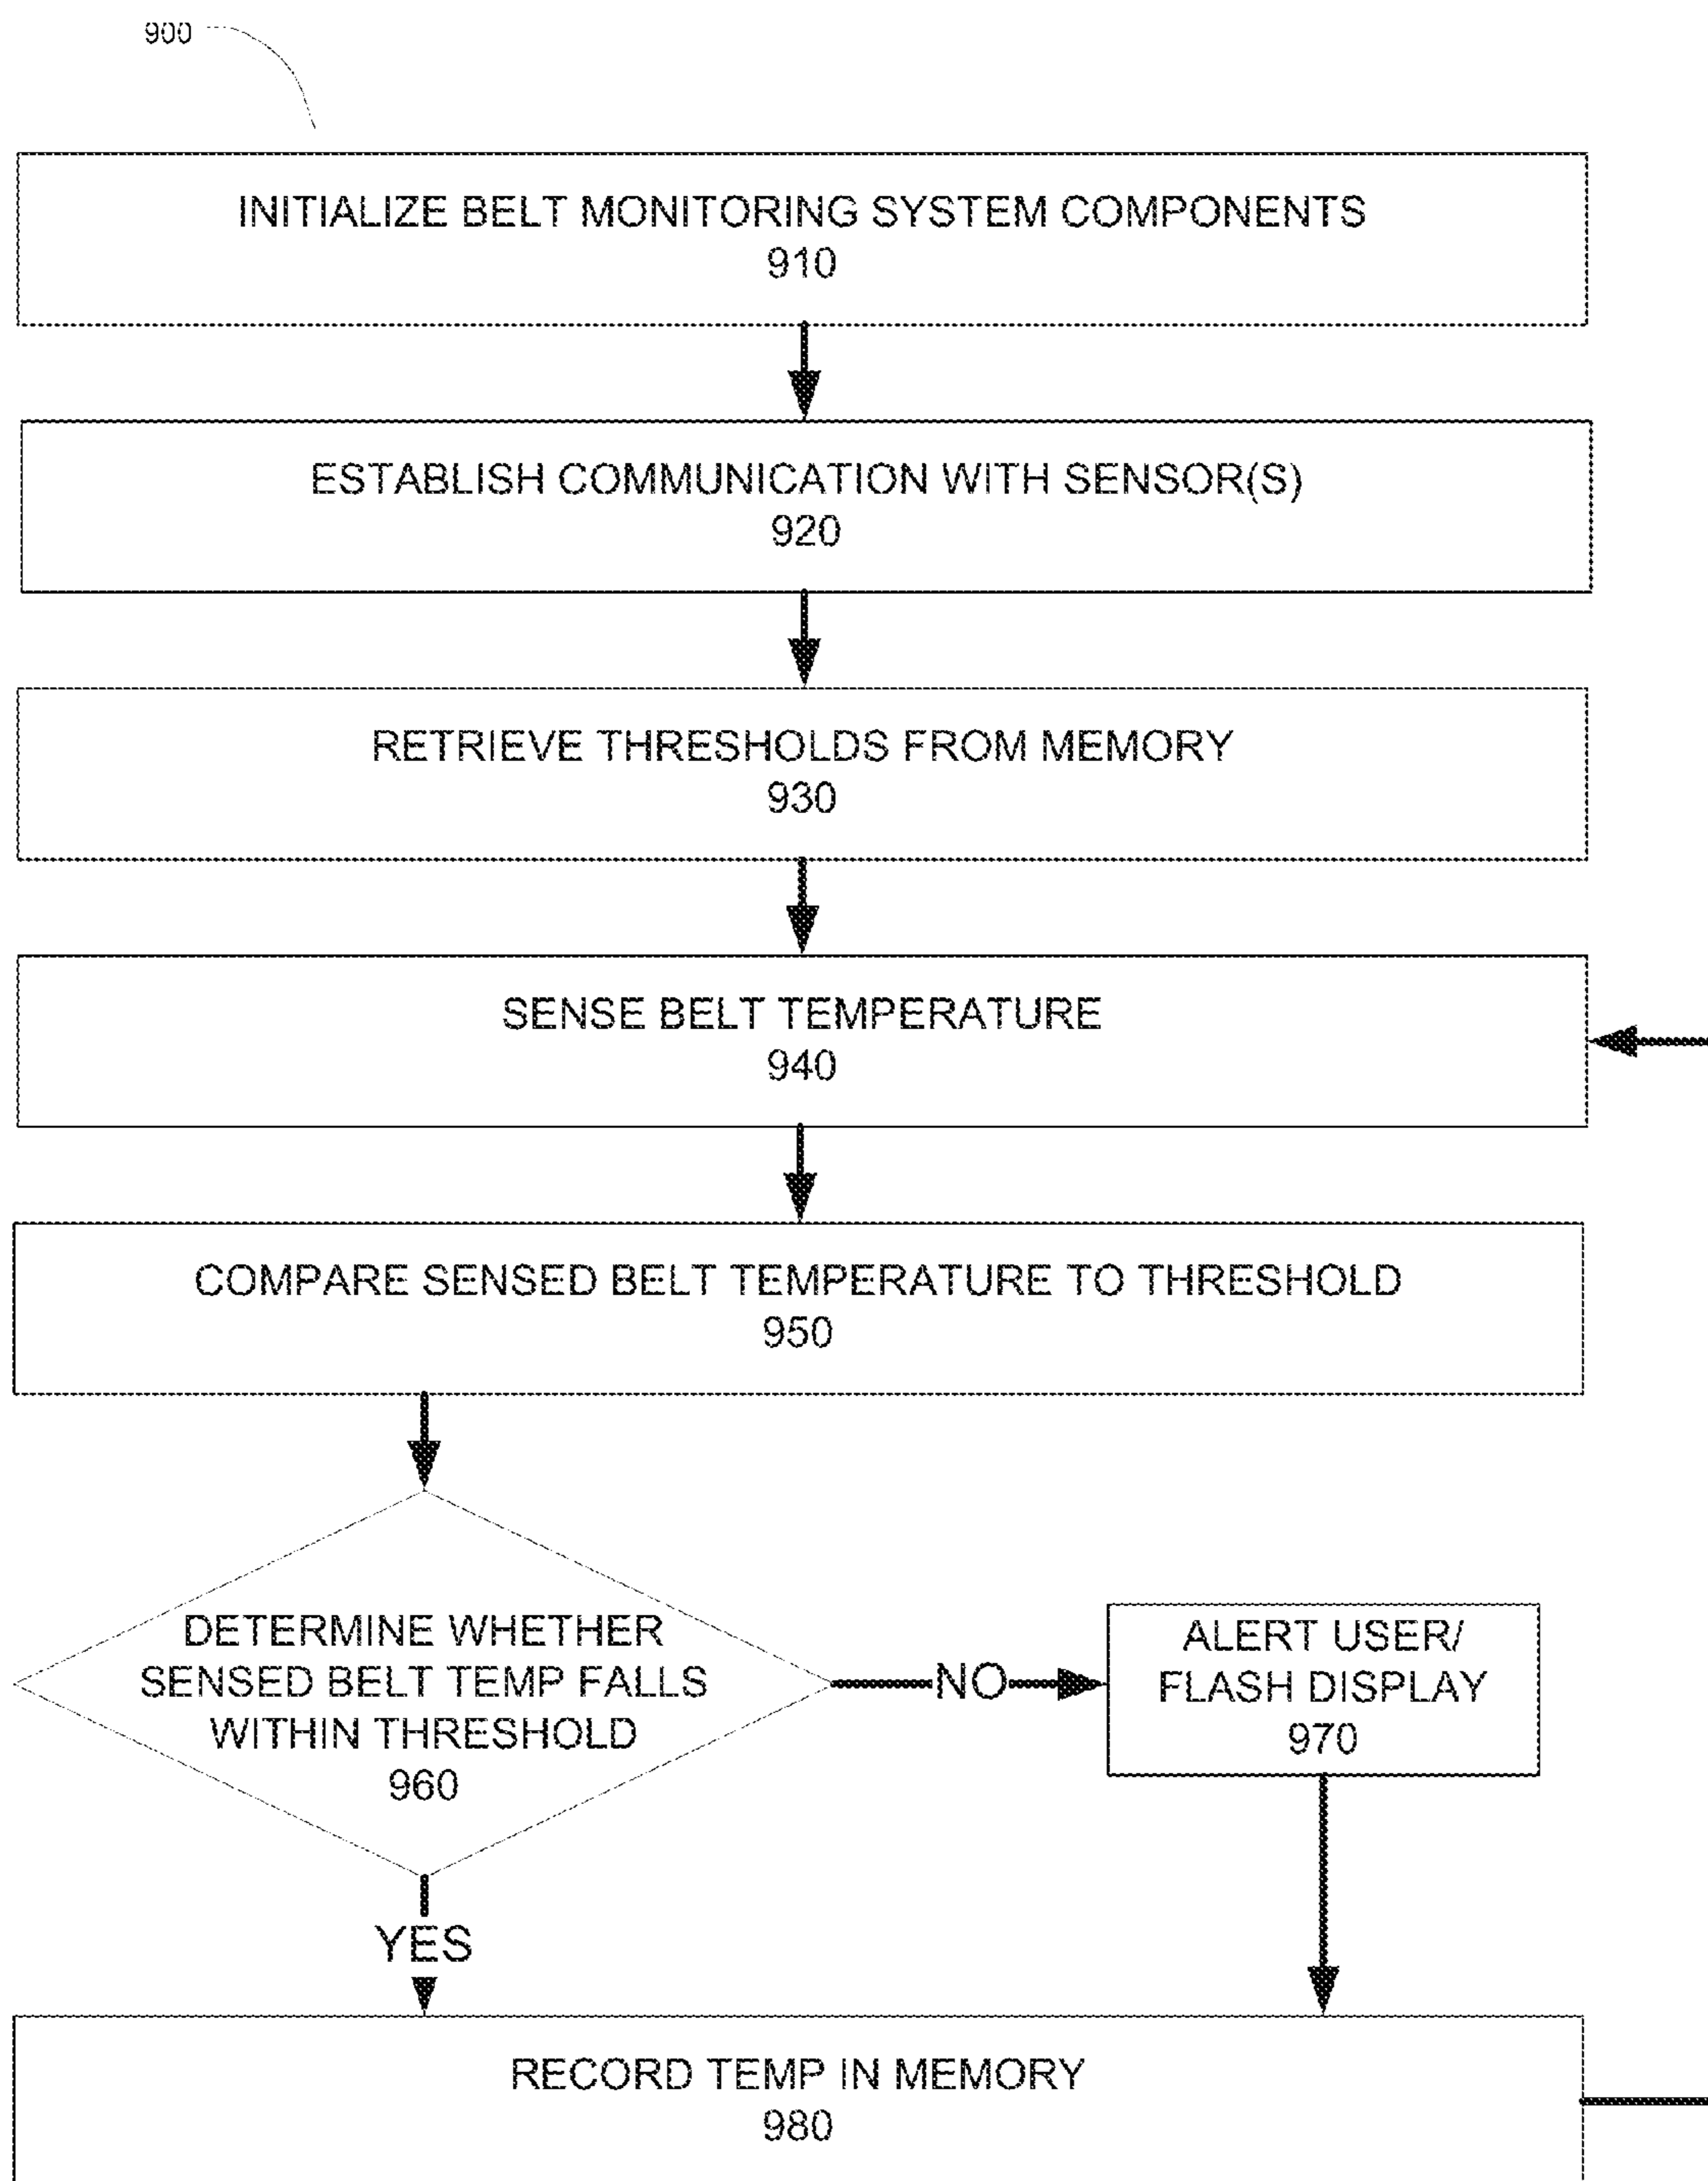 900
INITIALIZE BELT MONITORING SYSTEM COMPONENTS
910
ESTABLISH COMMUNICATION WITH SENSOR(S)
920
RETRIEVE THRESHOLDS FROM MEMORY
930
SENSE BELT TEMPERATURE
940
COMPARE SENSED BELT TEMPERATURE TO THRESHOLD
950
DETERMINE WHETHER
SENSED BELT TEMP FALLS
WITHIN THRESHOLD
960
NO
ALERT USER/
FLASH DISPLAY
970
YES
RECORD TEMP IN MEMORY
980